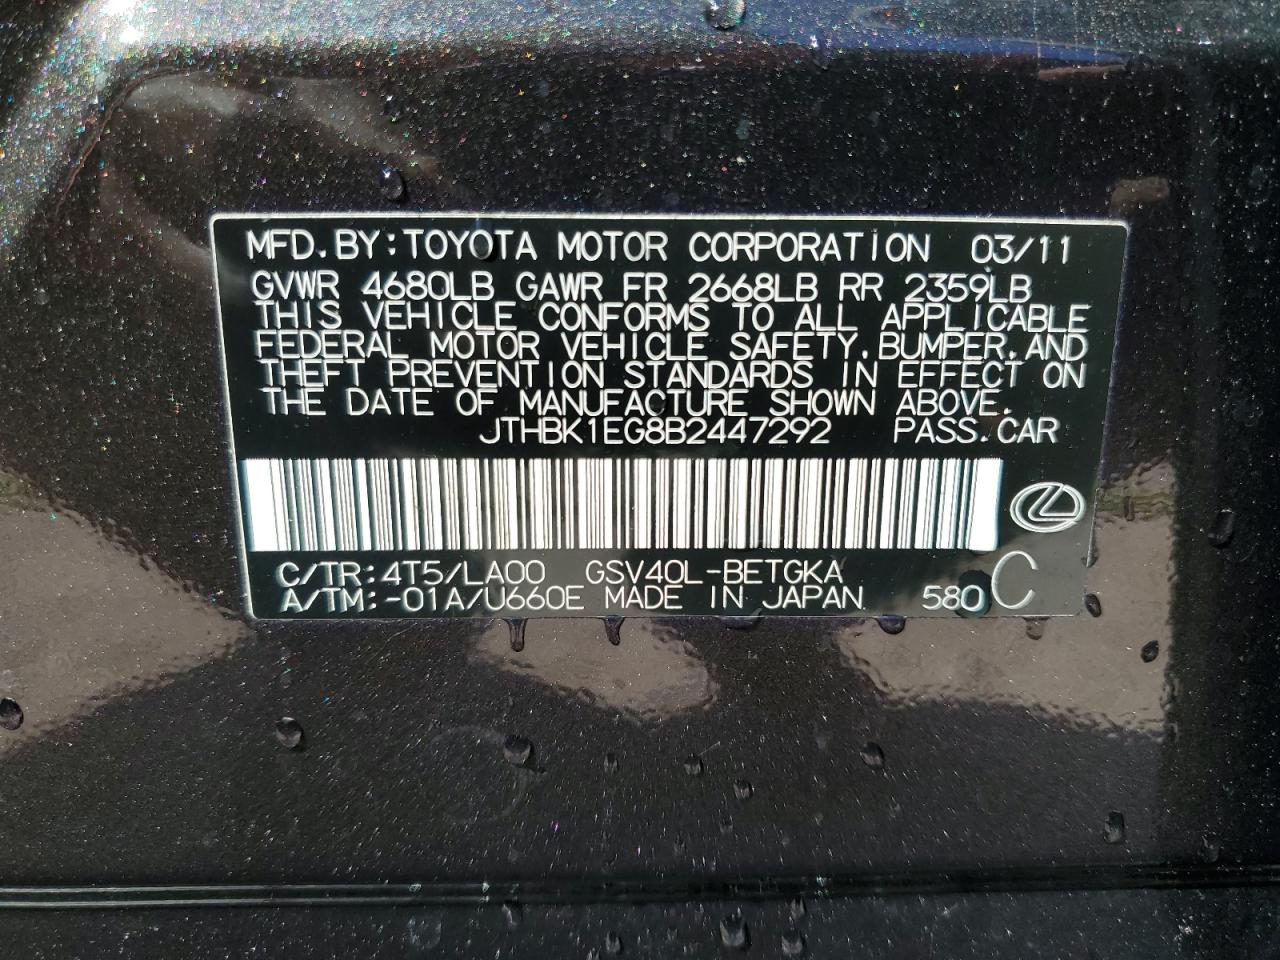 MFD.BY:TOYOTA MOTOR CORPORATION 03/11
GVWR 4680LB GAWR FR 2668LB RR 2359LB
THIS VEHICLE CONFORMS TO ALL APPLICABLE
FEDERAL MOTOR VEHICLE SAFETY,BUMPER,AND
THEFT PREVENTION STANDARDS IN EFFECT ON
THE DATE OF MANUFACTURE SHOWN ABOVE.
JTHBK1EG8B2447292 PASS.CAR
C/TR:4T5/LA00 GSV40L-BETGKA
A/TM:-01A/U660E MADE IN JAPAN 580 C